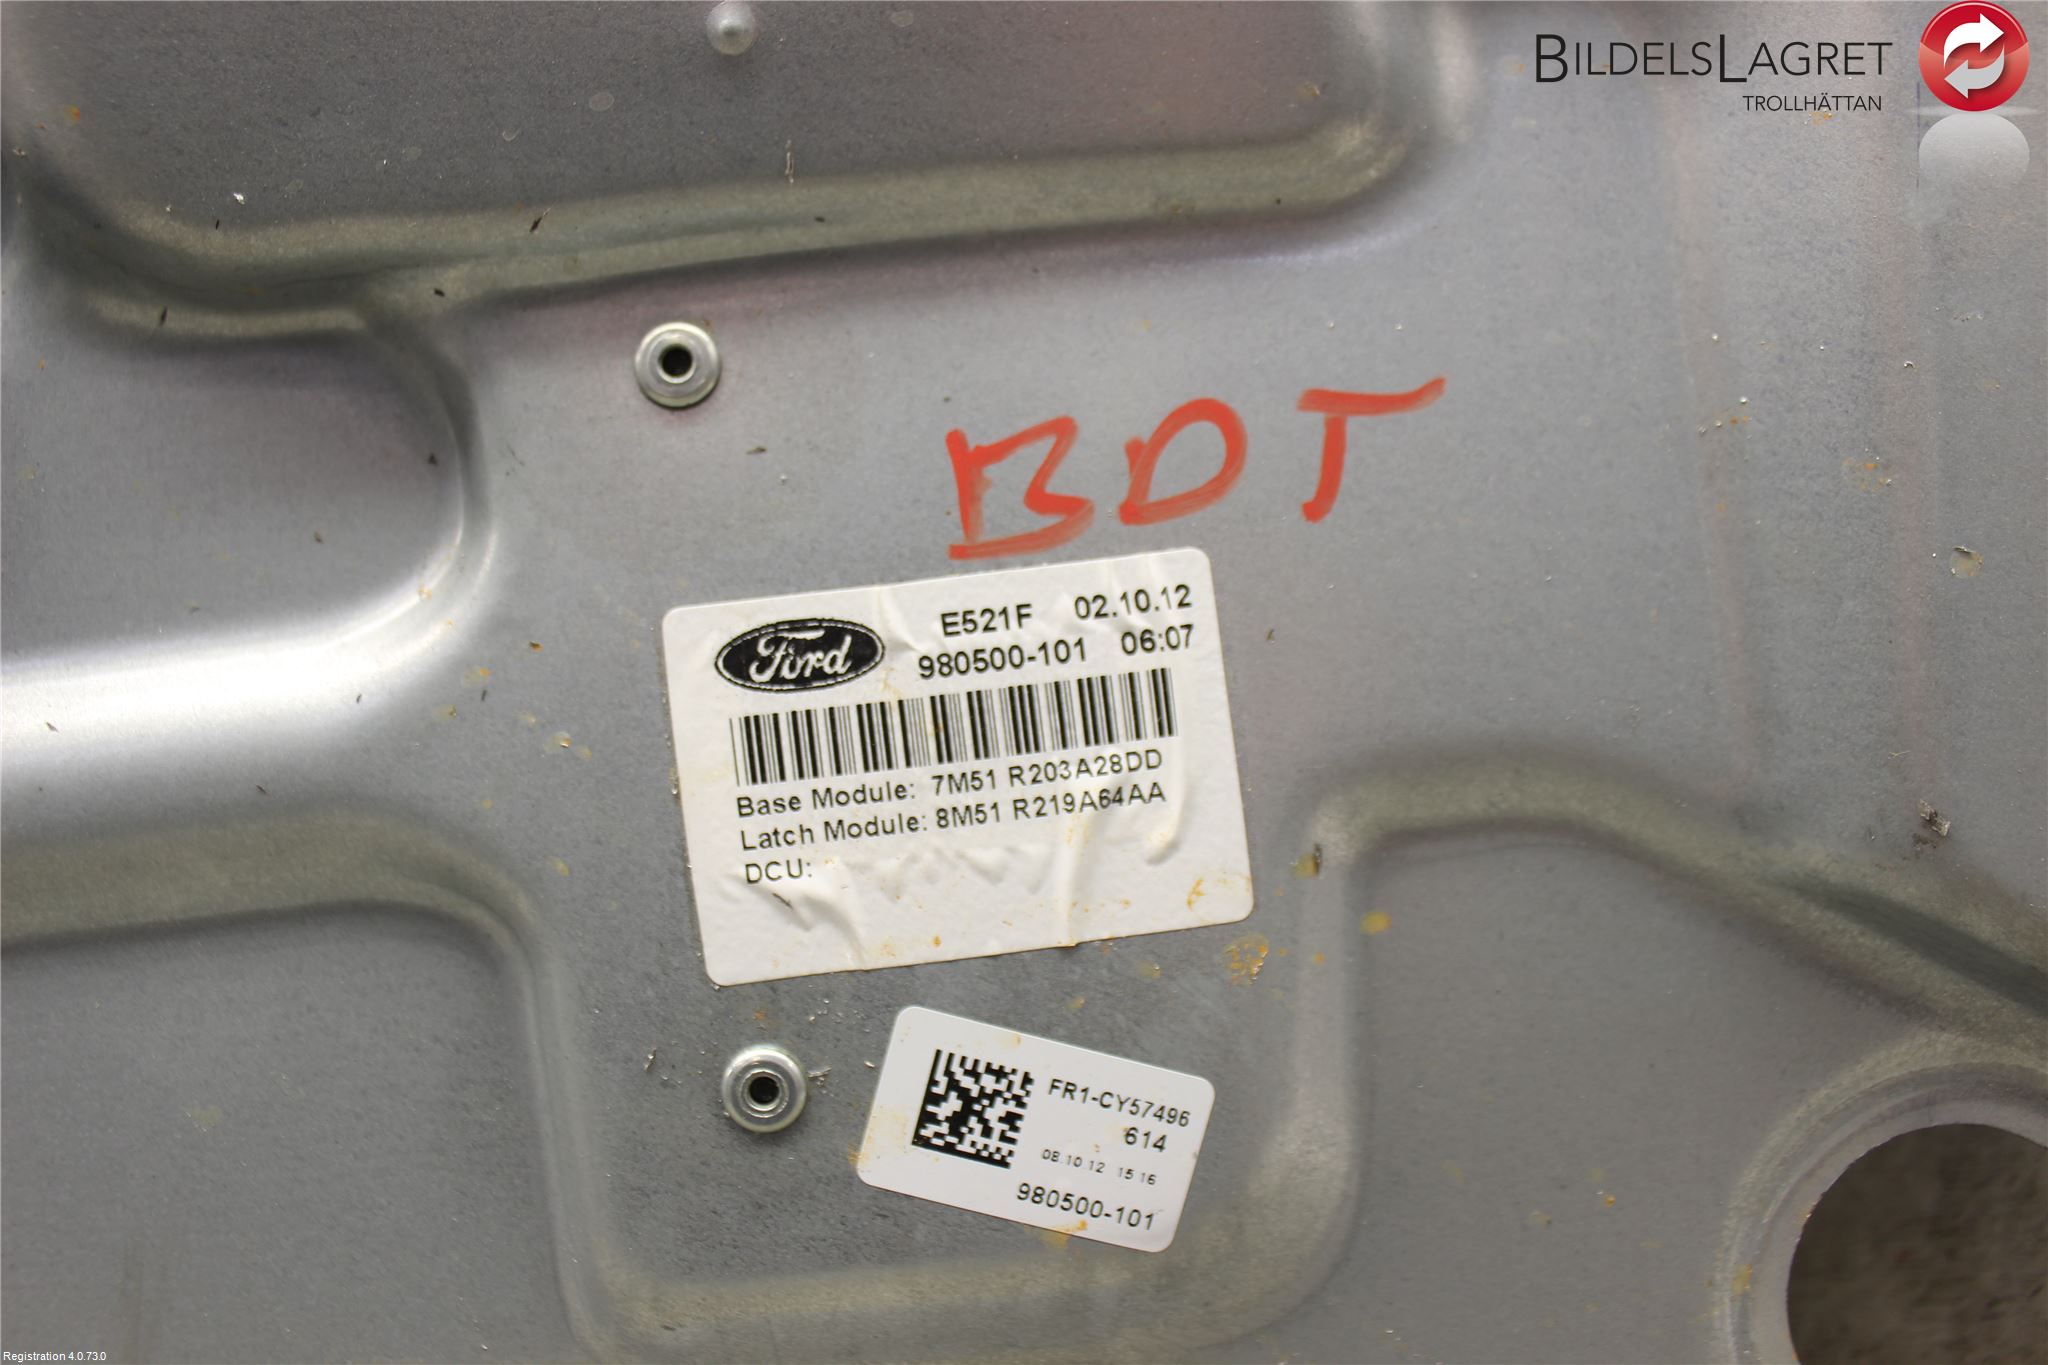 BILDELSLAGRET
TROLLHÄTTAN
BDT
Ford
E521F 02.10.12
980500-101 06:07
Base Module: 7M51 R203A28DD
Latch Module: 8M51 R219A64AA
DCU:
FR1-CY57496
614
08.10.12 15 16
980500-101
Registration 4.0.73.0